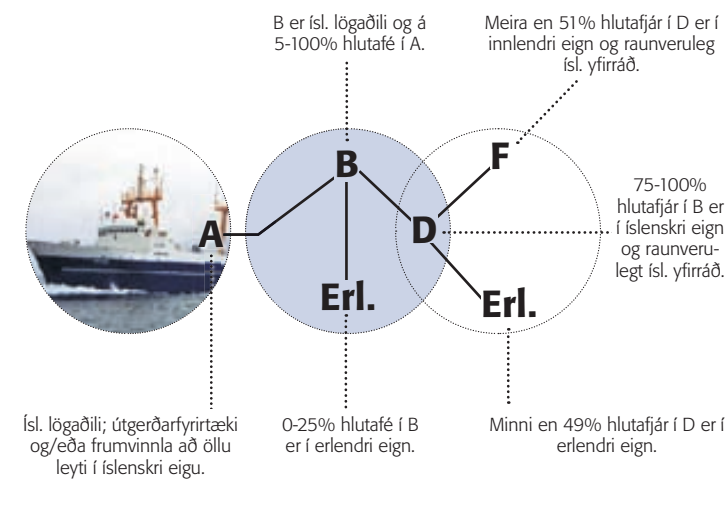 B er ísl. lögaðili og á
5-100% hlutafé í A.
Meira en 51% hlutafjár í D er í
innlendri eign og raunveruleg
ísl. yfirráð.
B
F
A
D
75-100%
hlutafjár í B er
í íslenskri eign
og raunveru-
legt ísl. yfirráð.
Erl.
Erl.
Ísl. lögaðili; útgerðarfyrirtæki
og/eða frumvinnla að öllu
leyti í íslenskri eigu.
0-25% hlutafé í B
er í erlendri eign.
Minni en 49% hlutafjár í D er í
erlendri eign.